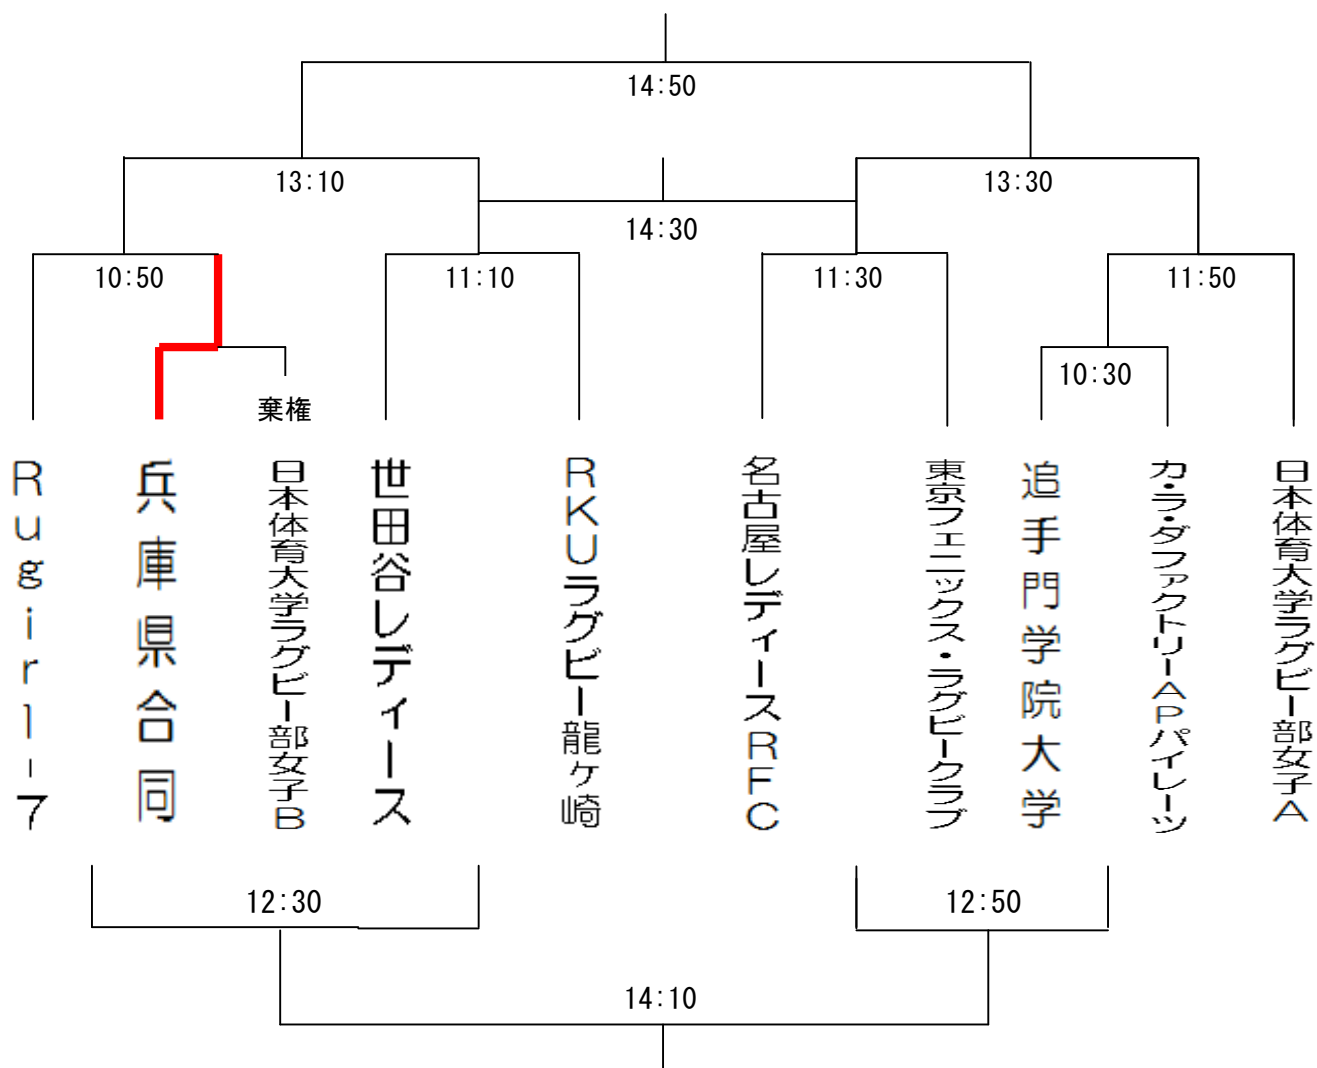 14:50
13:10
13:30
14:30
10:50
11:10
11:30
11:50
10:30
棄権
Rugirl-7
兵庫県合同
日本体育大学ラグビー部女子B
世田谷レディース
RKUラグビー龍ヶ崎
名古屋レディースRFC
東京フェニックス・ラグビークラブ
追手門学院大学
カ・ラ・ダファクトリーAPパイレーツ
日本体育大学ラグビー部女子A
12:30
12:50
14:10